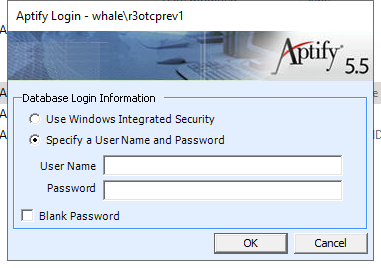 Aptify Login - whale\r3otcprev1
Aptify 5.5
Database Login Information
Use Windows Integrated Security
Specify a User Name and Password
User Name
Password
Blank Password
OK
Cancel